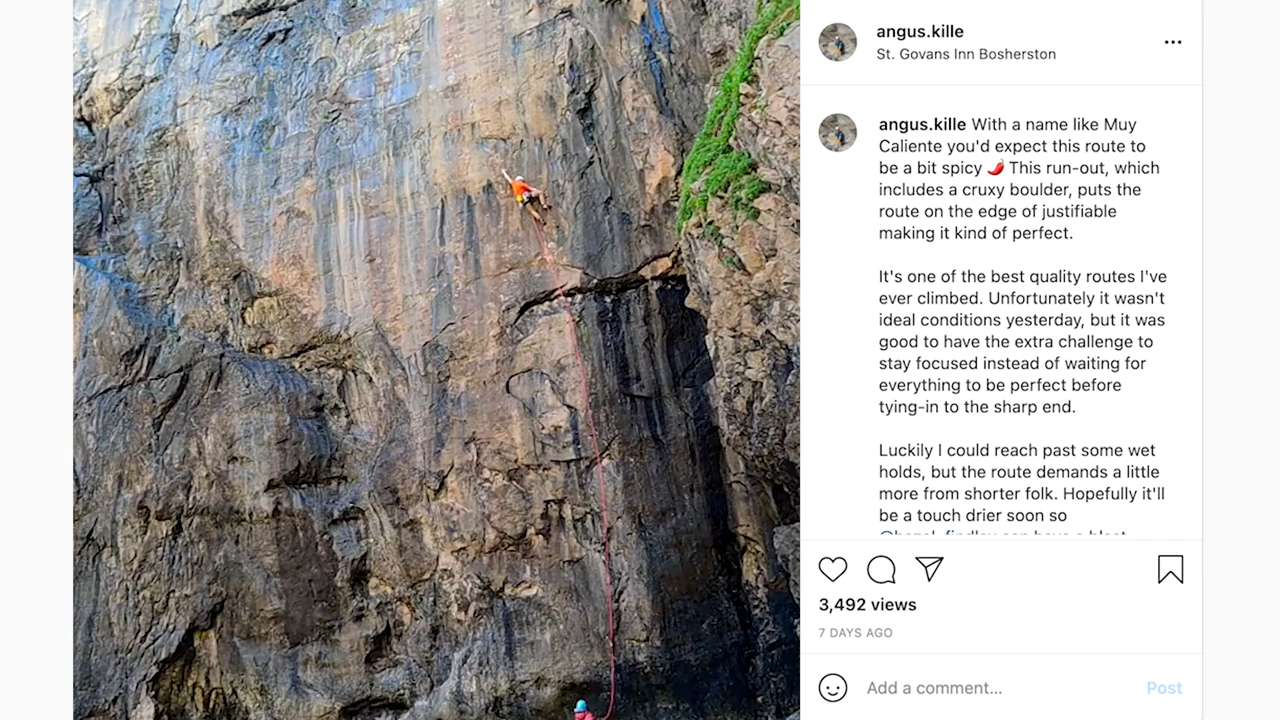 angus.kille
St. Govans Inn Bosherston
angus.kille With a name like Muy
Caliente you'd expect this route to
be a bit spicy 🌶️ This run-out, which
includes a cruxy boulder, puts the
route on the edge of justifiable
making it kind of perfect.
It's one of the best quality routes I've
ever climbed. Unfortunately it wasn't
ideal conditions yesterday, but it was
good to have the extra challenge to
stay focused instead of waiting for
everything to be perfect before
tying-in to the sharp end.
Luckily I could reach past some wet
holds, but the route demands a little
more from shorter folk. Hopefully it'll
be a touch drier soon so
3,492 views
7 DAYS AGO
Add a comment...
Post